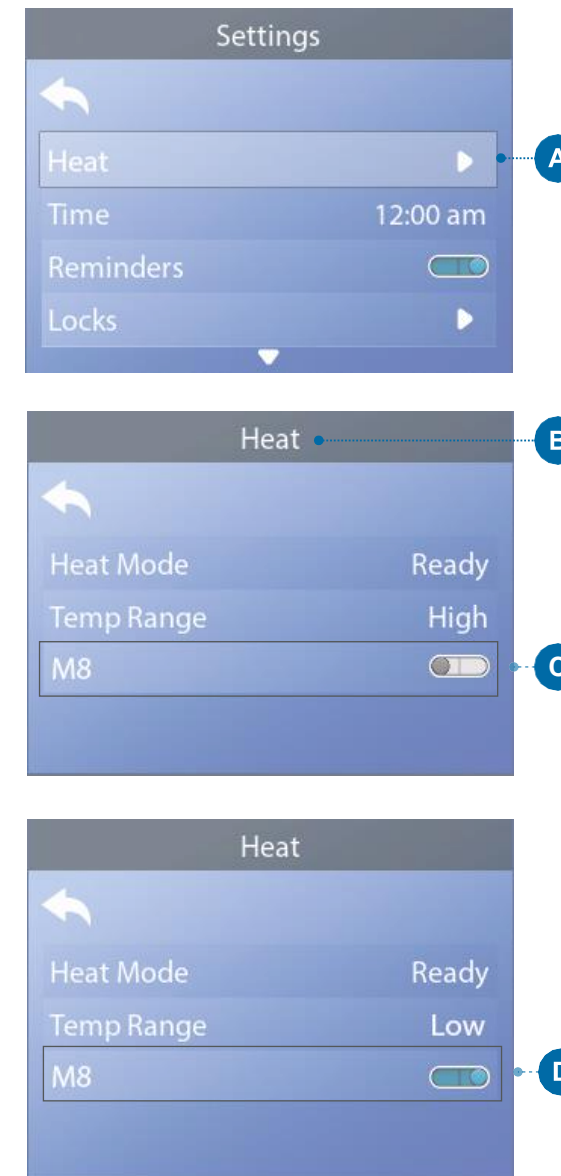 Settings
Heat
A
Time 12:00 am
Reminders
Locks
Heat
B
Heat Mode Ready
Temp Range High
M8
C
Heat
Heat Mode Ready
Temp Range Low
M8
D